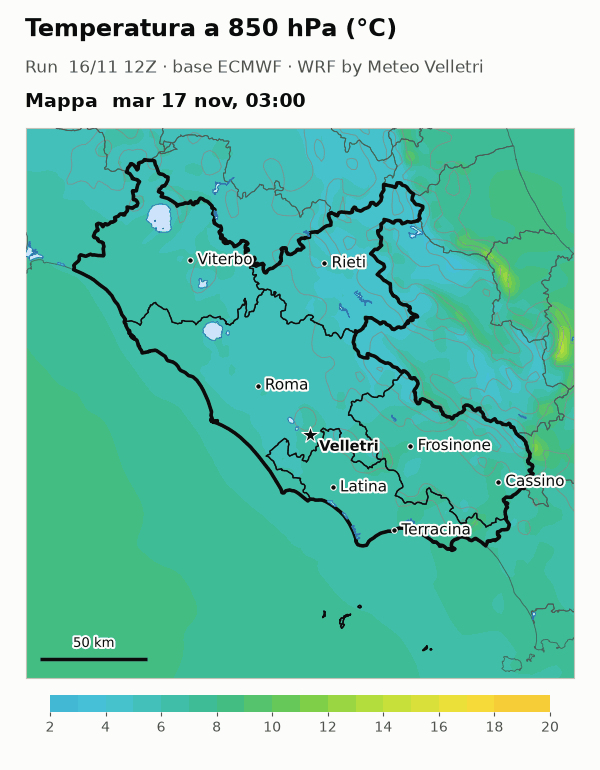 Temperatura a 850 hPa (°C)
Run  16/11 12Z · base ECMWF · WRF by Meteo Velletri
Mappa  mar 17 nov, 03:00
Viterbo
Rieti
Roma
Velletri
Frosinone
Latina
Cassino
Terracina
50 km
2 4 6 8 10 12 14 16 18 20